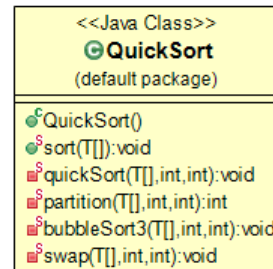 <<Java Class>>
QuickSort
(default package)
QuickSort()
sort(T[]):void
quickSort(T[],int,int):void
partition(T[],int,int):int
bubbleSort3(T[],int,int):void
swap(T[],int,int):void